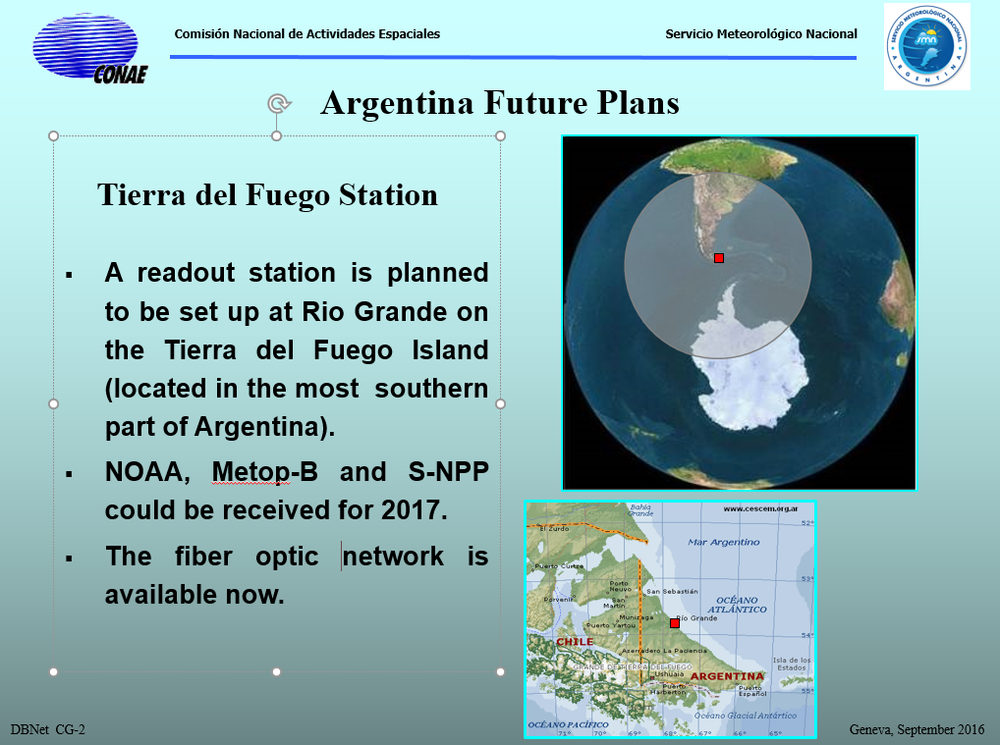 CONAE
Comisión Nacional de Actividades Espaciales
Servicio Meteorológico Nacional
SERVICIO METEOROLÓGICO NACIONAL
smn
ARGENTINA
Argentina Future Plans
Tierra del Fuego Station
▪ A readout station is planned
to be set up at Rio Grande on
the Tierra del Fuego Island
(located in the most southern
part of Argentina).
▪ NOAA, Metop-B and S-NPP
could be received for 2017.
▪ The fiber optic network is
available now.
Bahía
Grande
www.cescem.org.ar
52°
El Zurdo
Mar Argentino
Puerto Curtze
53°
Porto
Nuevo
San Sebastián
Porvenir
San
Martín
OCÉANO
ATLÁNTICO
Munizaga
Río Grande
Puerto Yartou
54°
CHILE
Aserradero La Paciencia
GRANDE DE TIERRA DEL FUEGO
Isla de los
Estados
Ushuaia
ARGENTINA
Puerto
Harberton
Puerto
Español
55°
Océano Glacial Antártico
OCÉANO PACÍFICO
71° 70° 69° 68° 67° 66° 65°
DBNet CG-2
Geneva, September 2016